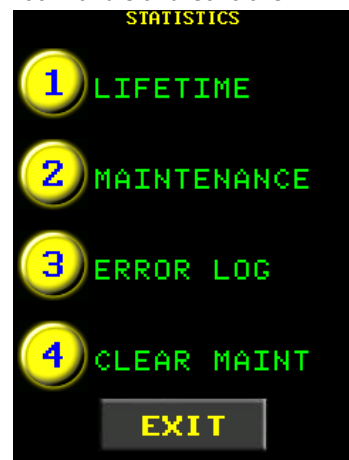 STATISTICS
1 LIFETIME
2 MAINTENANCE
3 ERROR LOG
4 CLEAR MAINT
EXIT